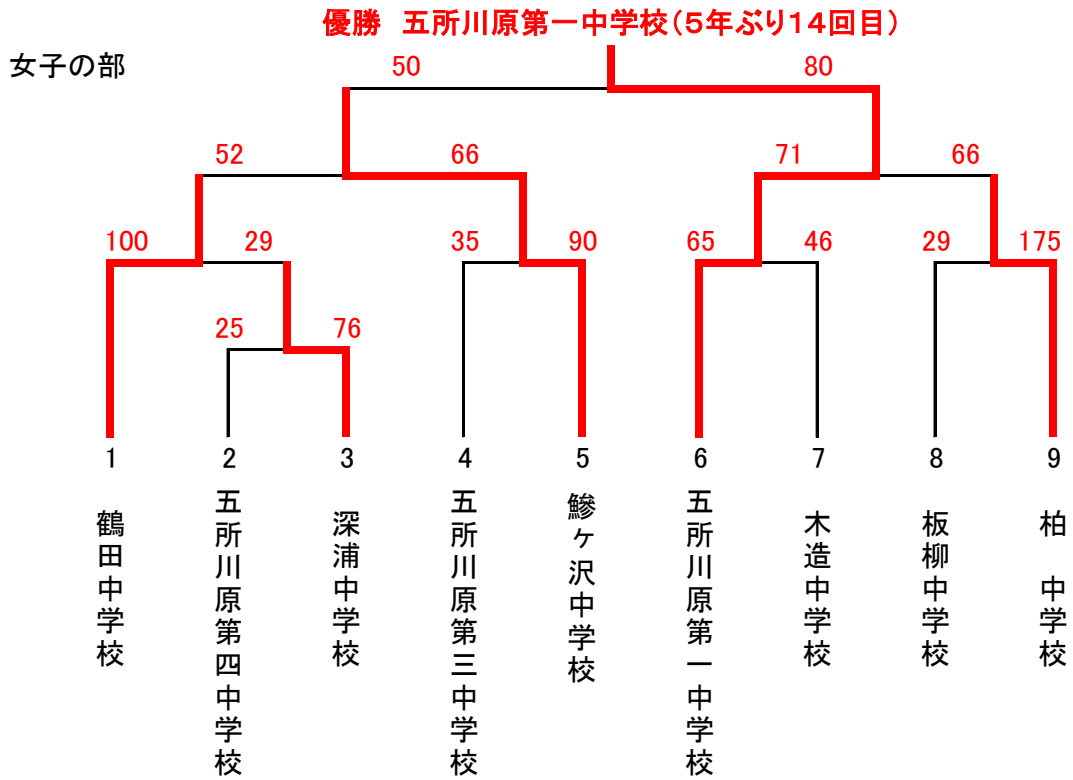 優勝 五所川原第一中学校(5年ぶり14回目)
女子の部
50
80
52
66
71
66
100
29
35
90
65
46
29
175
25
76
1
2
3
4
5
6
7
8
9
鶴田中学校
五所川原第四中学校
深浦中学校
五所川原第三中学校
鰺ヶ沢中学校
五所川原第一中学校
木造中学校
板柳中学校
柏 中学校